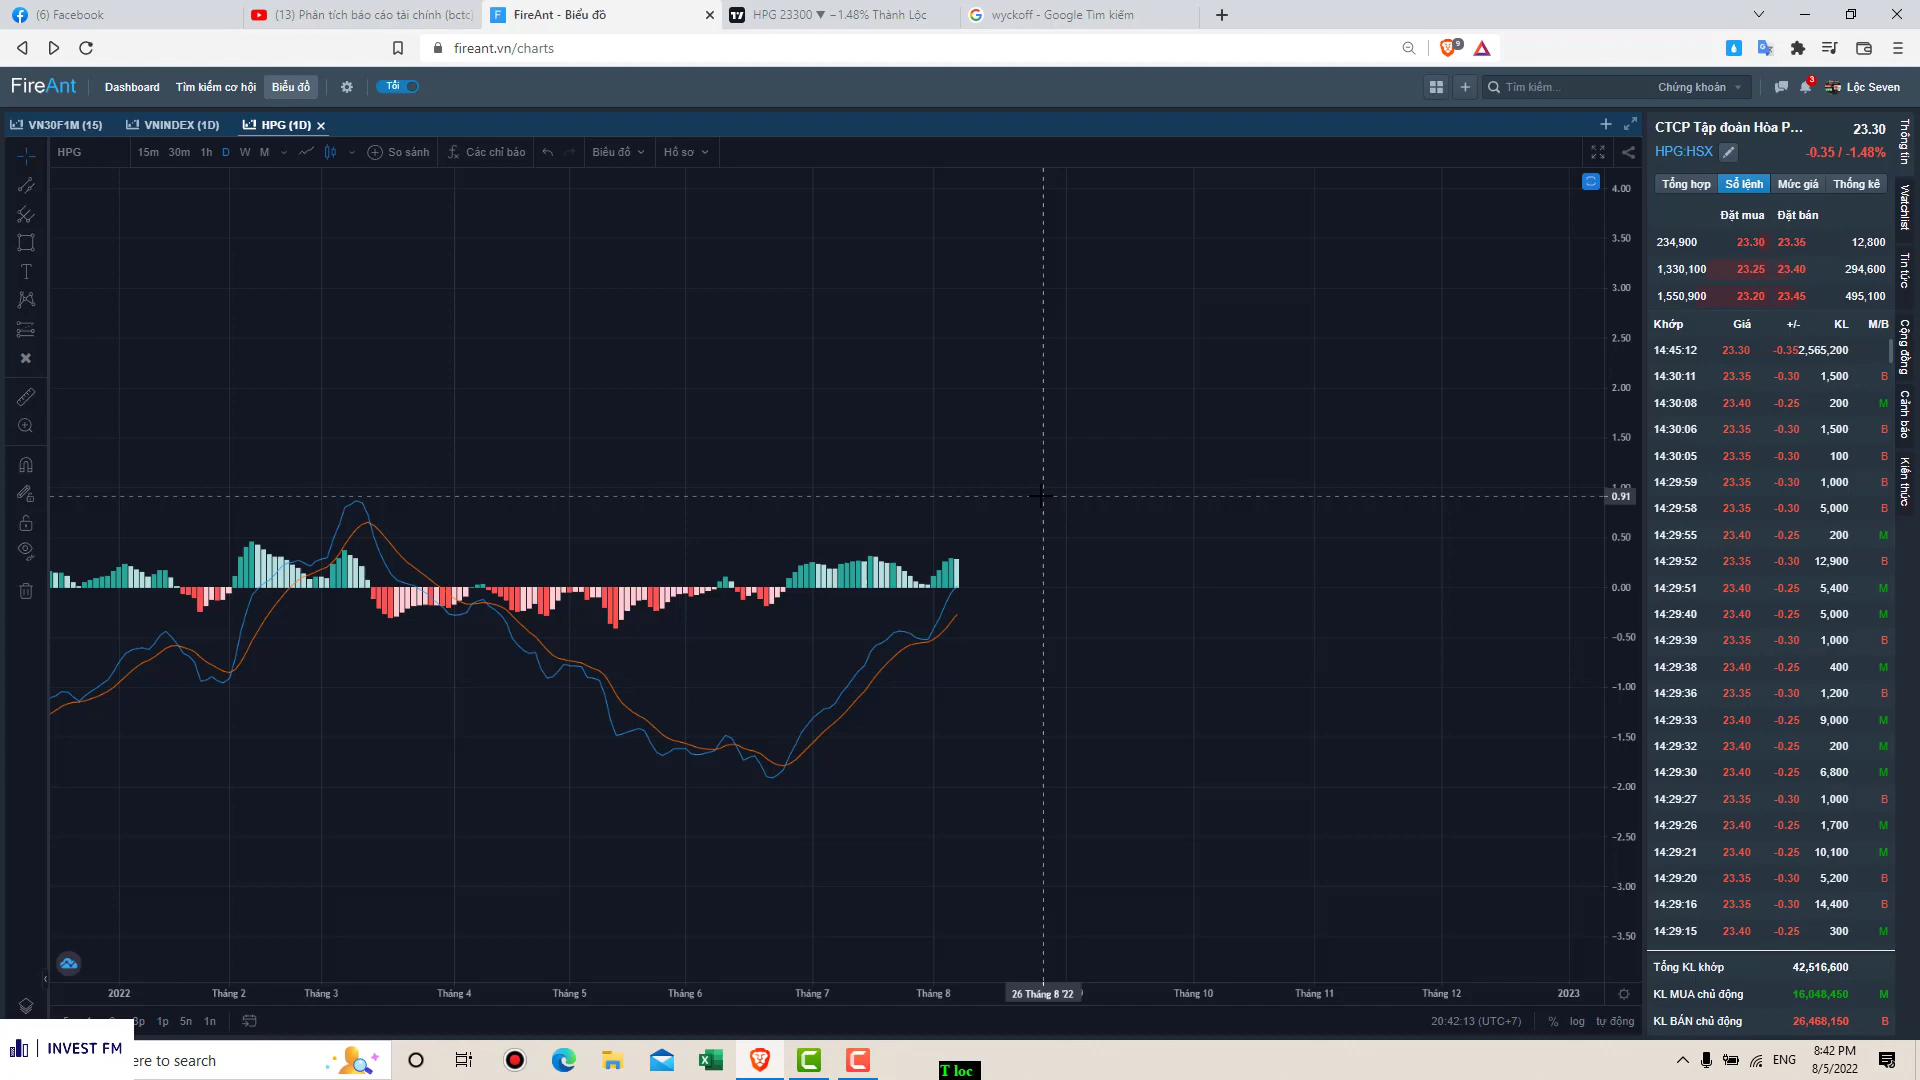 (6) Facebook
(13) Phân tích báo cáo tài chính (bctc
FireAnt - Biểu đồ
HPG 23300 ▼ −1.48% Thành Lộc
wyckoff - Google Tìm kiếm
fireant.vn/charts
9
FireAnt
Dashboard
Tìm kiếm cơ hội
Biểu đồ
Tối
Tìm kiếm...
Chứng khoán
3
Lộc Seven
VN30F1M (15)
VNINDEX (1D)
HPG (1D)
HPG
15m 30m 1h D W M
So sánh
Các chỉ báo
Biểu đồ
Hồ sơ
4.00
3.50
3.00
2.50
2.00
1.50
1.00
0.91
0.50
0.00
−0.50
−1.00
−1.50
−2.00
−2.50
−3.00
−3.50
2022 Tháng 2 Tháng 3 Tháng 4 Tháng 5 Tháng 6 Tháng 7 Tháng 8 26 Tháng 8 '22 Tháng 10 Tháng 11 Tháng 12 2023
3p 1p 5n 1n
20:42:13 (UTC+7) % log tự động
CTCP Tập đoàn Hòa P... 23.30
HPG:HSX -0.35 / -1.48%
Tổng hợp Sổ lệnh Mức giá Thống kê
Đặt mua Đặt bán
234,900 23.30 23.35 12,800
1,330,100 23.25 23.40 294,600
1,550,900 23.20 23.45 495,100
Khớp Giá +/- KL M/B
14:45:12 23.30 -0.35 2,565,200
14:30:11 23.35 -0.30 1,500 B
14:30:08 23.40 -0.25 200 M
14:30:06 23.35 -0.30 1,500 B
14:30:05 23.35 -0.30 100 B
14:29:59 23.35 -0.30 1,000 B
14:29:58 23.35 -0.30 5,000 B
14:29:55 23.40 -0.25 200 M
14:29:52 23.35 -0.30 12,900 B
14:29:51 23.40 -0.25 5,400 M
14:29:40 23.40 -0.25 5,000 M
14:29:39 23.35 -0.30 1,000 B
14:29:38 23.40 -0.25 400 M
14:29:36 23.35 -0.30 1,200 B
14:29:33 23.40 -0.25 9,000 M
14:29:32 23.40 -0.25 200 M
14:29:30 23.40 -0.25 6,800 M
14:29:27 23.35 -0.30 1,000 B
14:29:26 23.40 -0.25 1,700 M
14:29:21 23.40 -0.25 10,100 M
14:29:20 23.35 -0.30 5,200 B
14:29:16 23.35 -0.30 14,400 B
14:29:15 23.40 -0.25 300 M
Tổng KL khớp 42,516,600
KL MUA chủ động 16,048,450 M
KL BÁN chủ động 26,468,150 B
Thông tin
Watchlist
Tin tức
Cộng đồng
Cảnh báo
Kiến thức
INVEST FM
ere to search
T loc
ENG
8:42 PM
8/5/2022